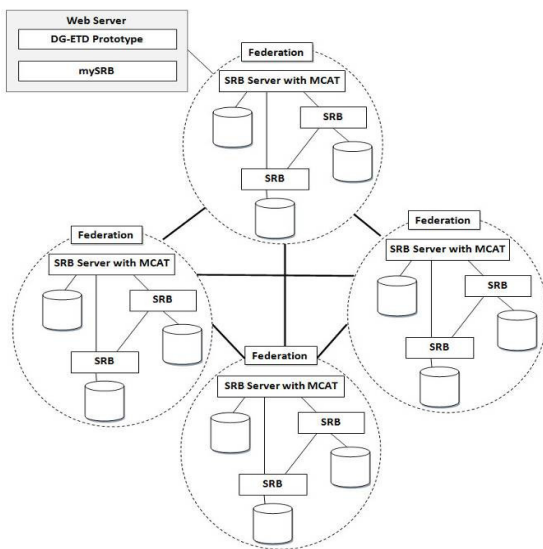 Web Server
DG-ETD Prototype
mySRB
Federation
SRB Server with MCAT
SRB
SRB
Federation
SRB Server with MCAT
SRB
SRB
Federation
SRB Server with MCAT
SRB
SRB
Federation
SRB Server with MCAT
SRB
SRB